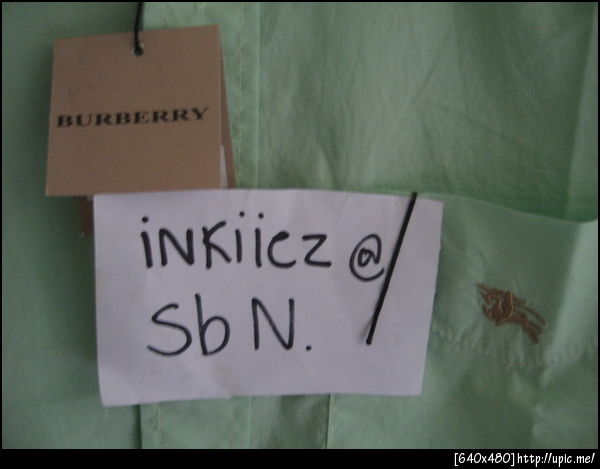 BURBERRY
iNKiiCZ @
SbN.
[640x480]http://upic.me/